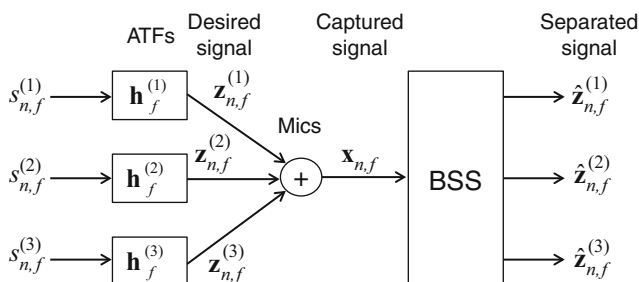 ATFs
Desired signal
Captured signal
Separated signal
s_{n,f}^{(1)}
h_f^{(1)}
z_{n,f}^{(1)}
ẑ_{n,f}^{(1)}
Mics
s_{n,f}^{(2)}
h_f^{(2)}
z_{n,f}^{(2)}
+
x_{n,f}
BSS
ẑ_{n,f}^{(2)}
s_{n,f}^{(3)}
h_f^{(3)}
z_{n,f}^{(3)}
ẑ_{n,f}^{(3)}